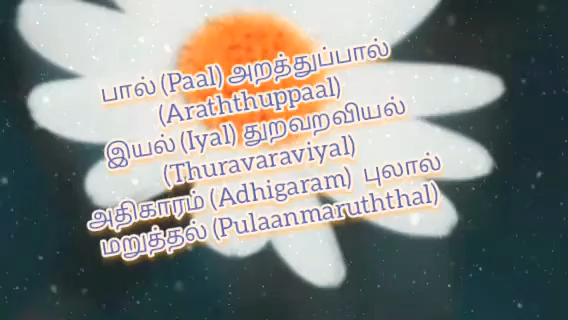 பால் (Paal) அறத்துப்பால்
(Araththuppaal)
இயல் (Iyal) துறவறவியல்
(Thuravaraviyal)
அதிகாரம் (Adhigaram) புலால்
மறுத்தல் (Pulaanmaruththal)